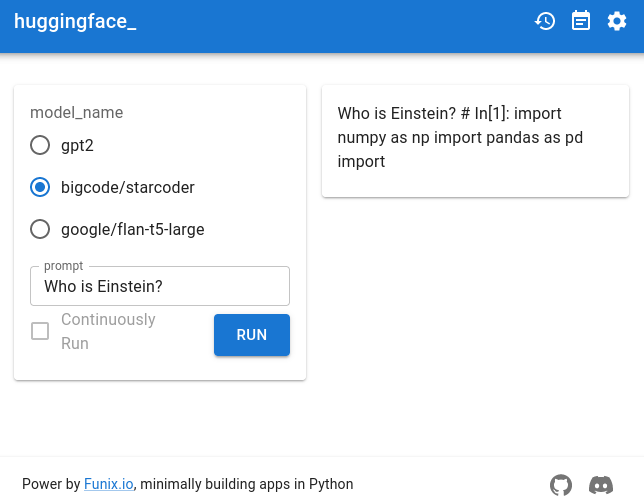 huggingface_
model_name
gpt2
bigcode/starcoder
google/flan-t5-large
prompt
Who is Einstein?
Continuously
Run
RUN
Who is Einstein? # In[1]: import
numpy as np import pandas as pd
import
Power by Funix.io, minimally building apps in Python